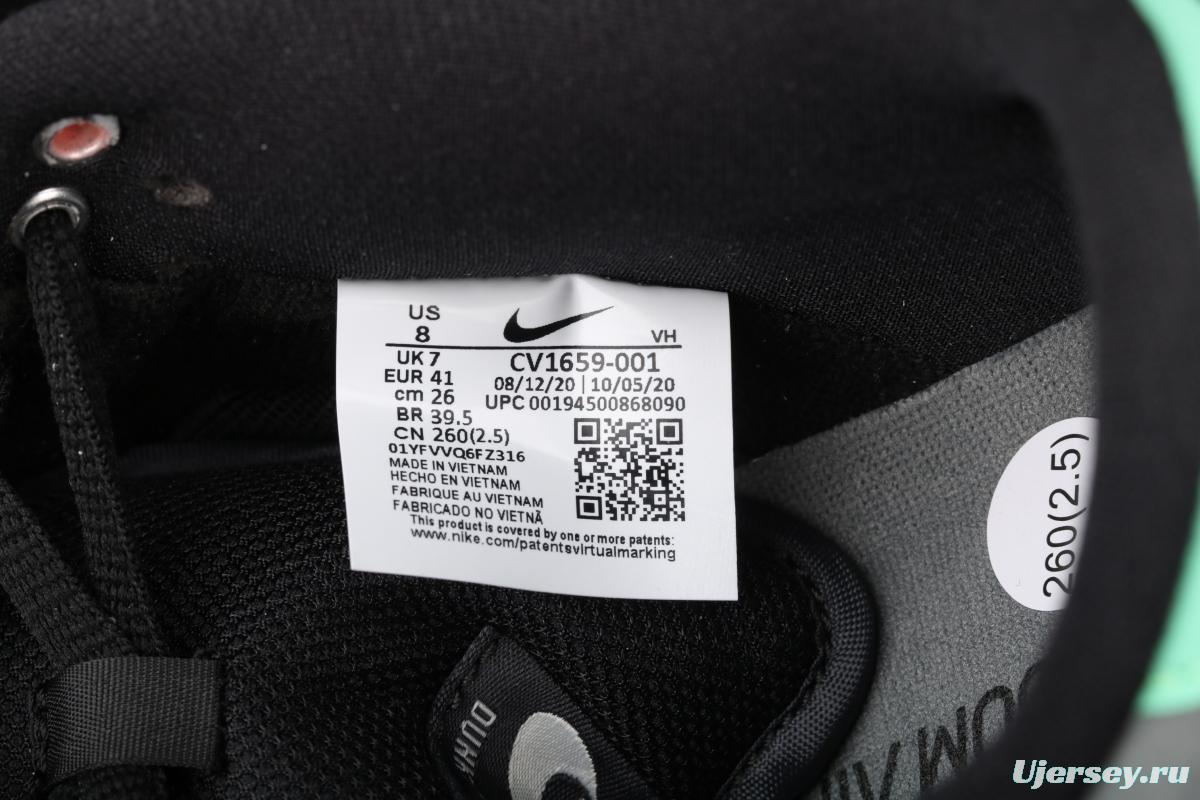 US
8
VH
UK 7
CV1659-001
EUR 41
08/12/20 | 10/05/20
cm 26
UPC 00194500868090
BR 39.5
CN 260(2.5)
01YFVVQ6FZ316
MADE IN VIETNAM
HECHO EN VIETNAM
FABRIQUE AU VIETNAM
FABRICADO NO VIETNÃ
This product is covered by one or more patents:
www.nike.com/patentsvirtualmarking
260(2.5)
Ujersey.ru